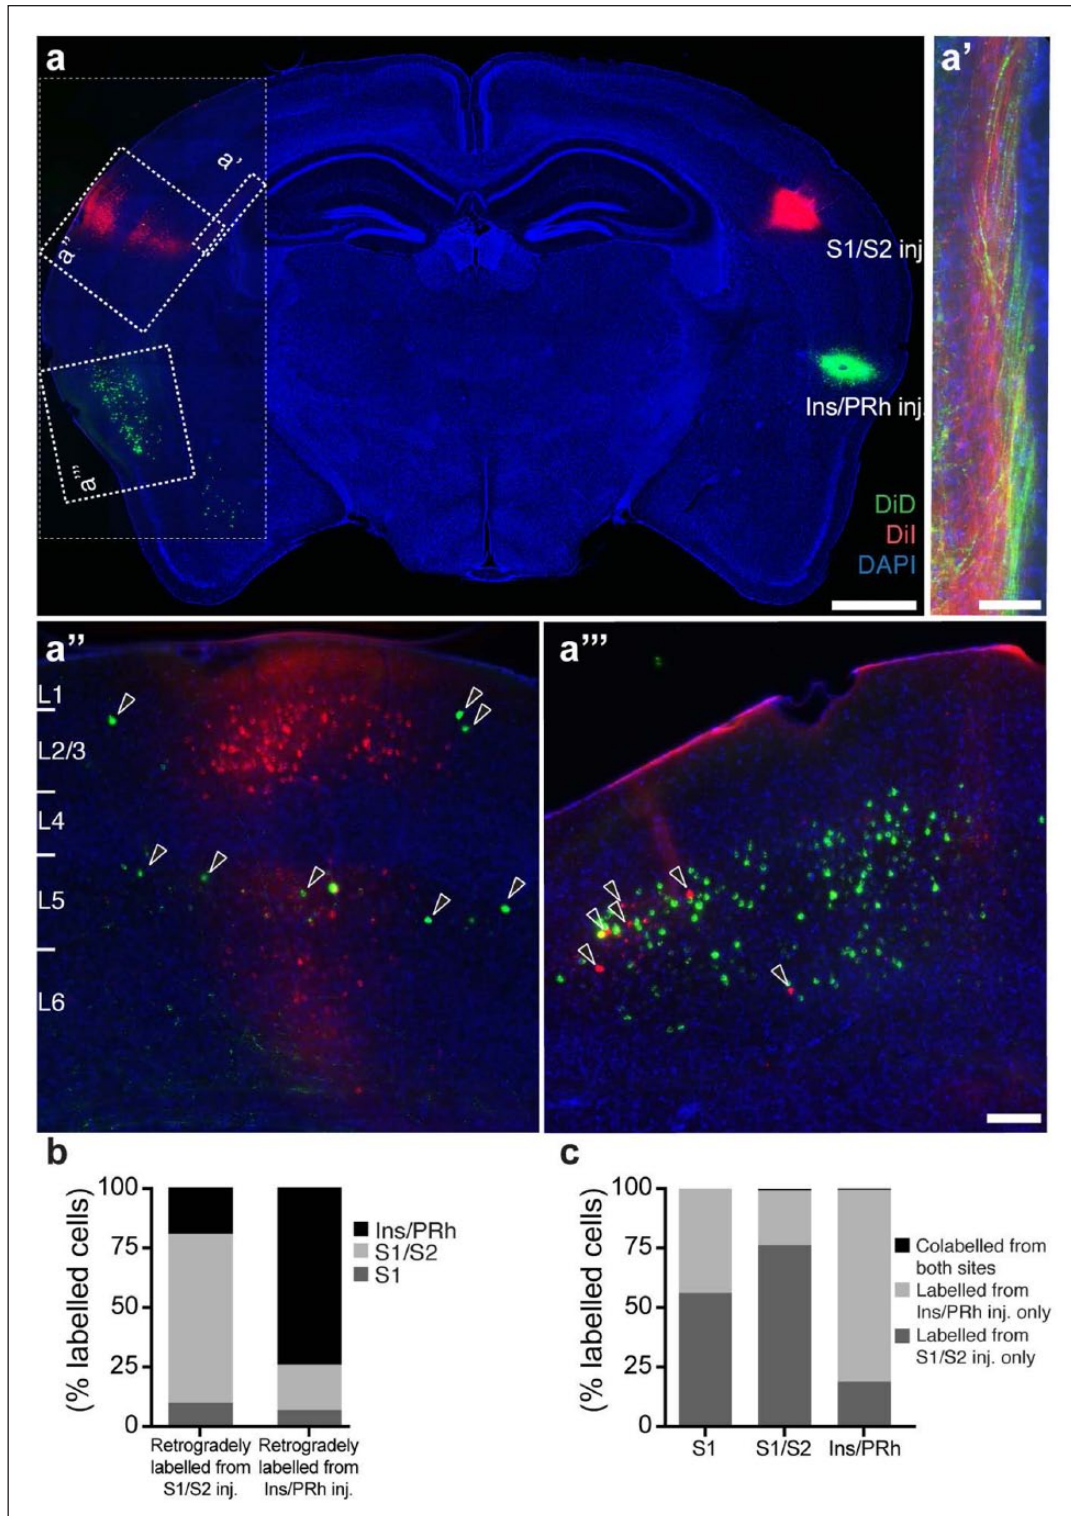 a
a'
a’
a’’
a’’’
S1/S2 inj.
Ins/PRh inj.
DiD
DiI
DAPI
a’’
L1
L2/3
L4
L5
L6
a’’’
b
(% labelled cells)
100
75
50
25
0
Retrogradely
labelled from
S1/S2 inj.
Retrogradely
labelled from
Ins/PRh inj.
Ins/PRh
S1/S2
S1
c
(% labelled cells)
100
75
50
25
0
S1
S1/S2
Ins/PRh
Colabelled from
both sites
Labelled from
Ins/PRh inj. only
Labelled from
S1/S2 inj. only